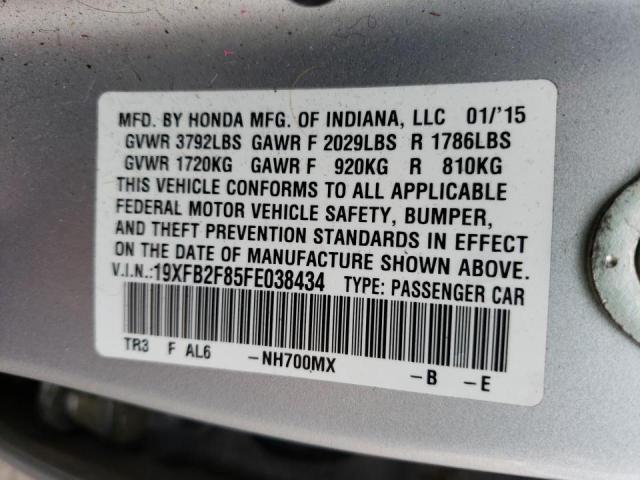 MFD. BY HONDA MFG. OF INDIANA, LLC 01/'15
GVWR 3792LBS GAWR F 2029LBS R 1786LBS
GVWR 1720KG GAWR F 920KG R 810KG
THIS VEHICLE CONFORMS TO ALL APPLICABLE
FEDERAL MOTOR VEHICLE SAFETY, BUMPER,
AND THEFT PREVENTION STANDARDS IN EFFECT
ON THE DATE OF MANUFACTURE SHOWN ABOVE.
V.I.N.:19XFB2F85FE038434 TYPE: PASSENGER CAR
TR3 F AL6 -NH700MX -B -E